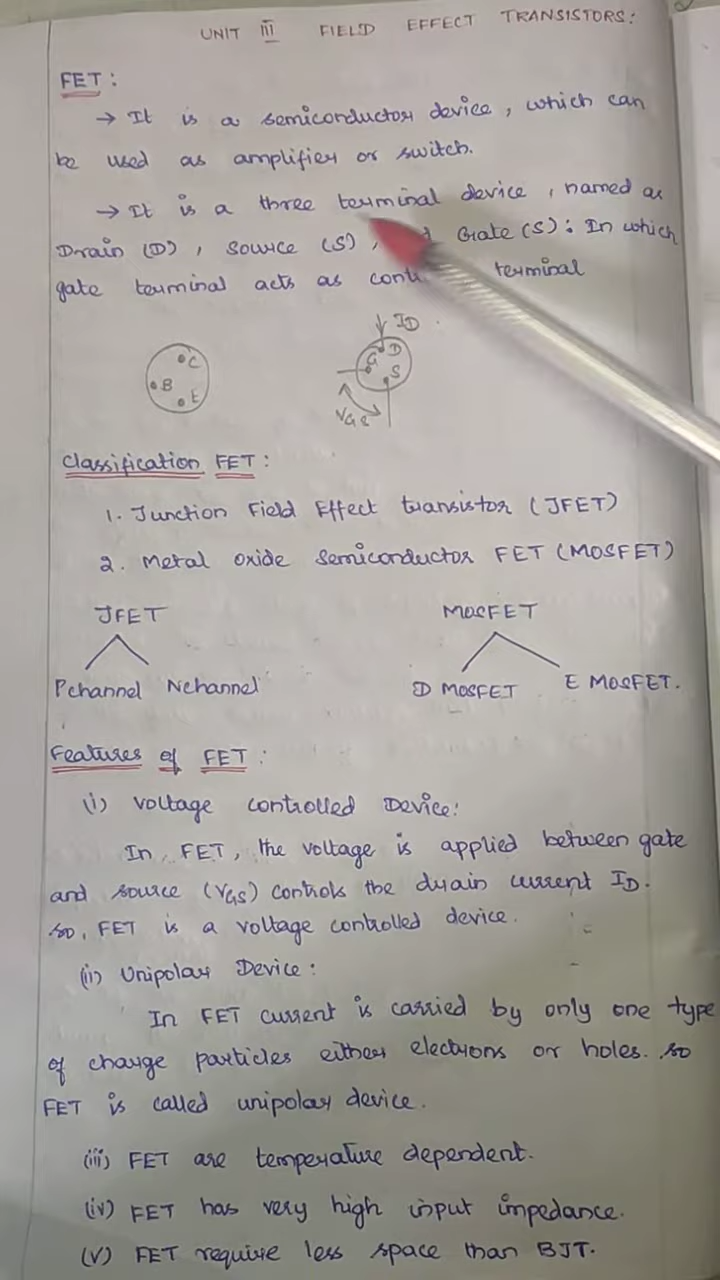 UNIT III FIELD EFFECT TRANSISTORS:
FET:
→ It is a semiconductor device, which can
be used as amplifier or switch.
→ It is a three terminal device, named as
Drain (D), Source (S), Gate (S): In which
gate terminal acts as terminal
C
B
E
ID
G D
S
VGS
Classification FET:
1. Junction Field Effect transistor (JFET)
2. Metal Oxide Semiconductor FET (MOSFET)
JFET MOSFET
Pchannel Nchannel D MOSFET E MOSFET.
Features of FET:
(i) Voltage controlled Device:
In, FET, the voltage is applied between gate
and source (VGS) controls the drain current ID.
so, FET is a voltage controlled device.
(ii) Unipolar Device:
In FET current is carried by only one type
of charge particles either electrons or holes. so
FET is called unipolar device.
(iii) FET are temperature dependent.
(iv) FET has very high input impedance.
(v) FET require less space than BJT.